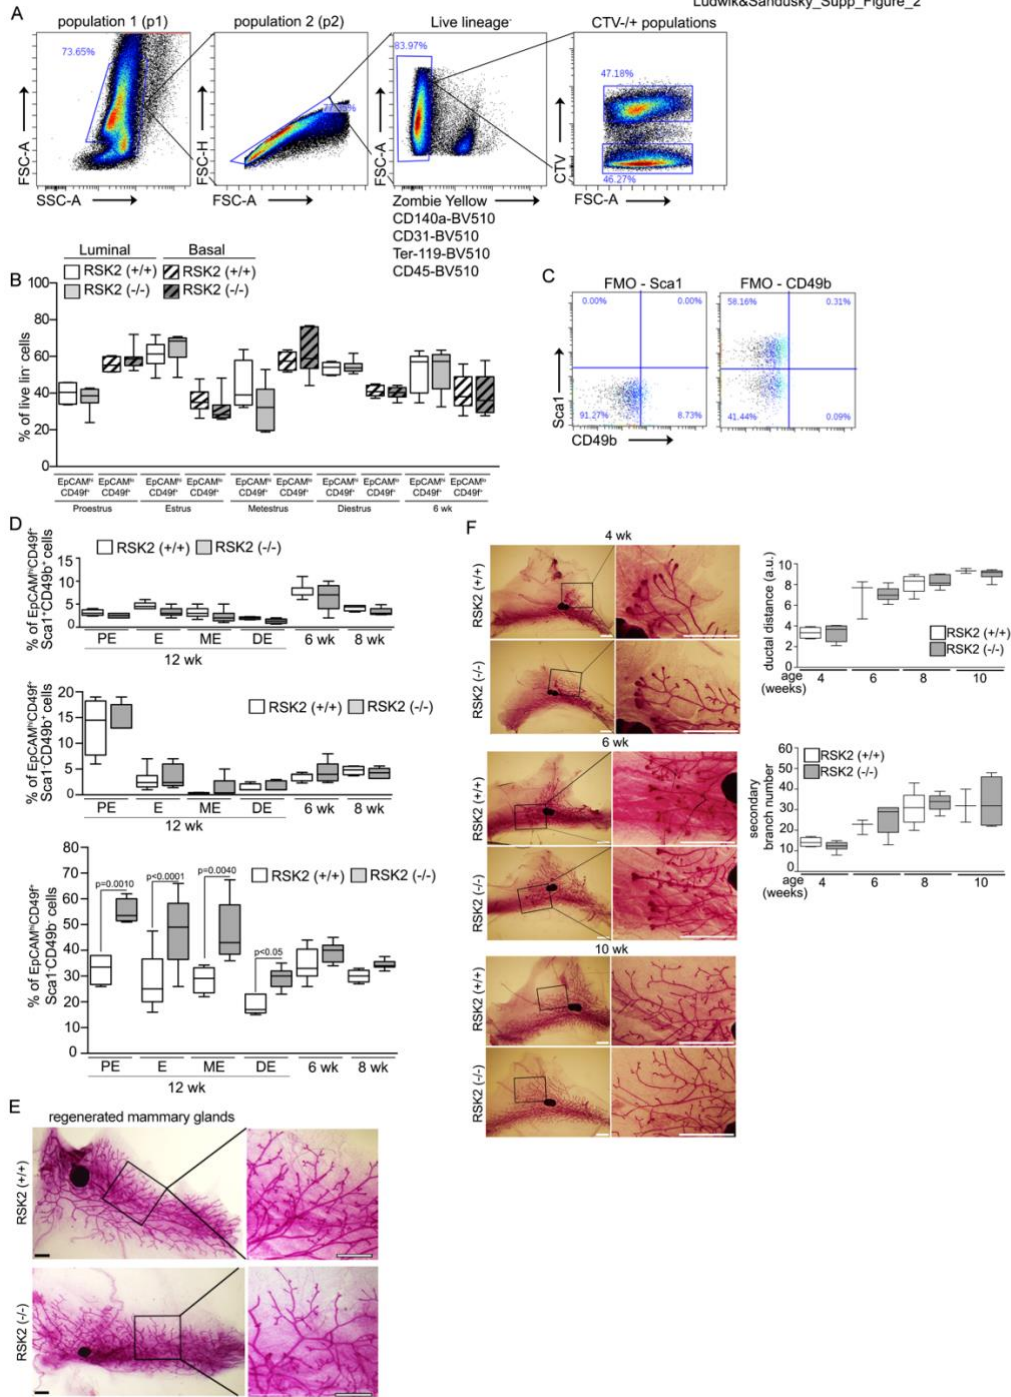 Ludwik&Sandusky_Supp_Figure_2
A
population 1 (p1)
population 2 (p2)
Live lineage⁻
CTV-/+ populations
73.65%
83.97%
47.18%
46.27%
FSC-A
FSC-H
FSC-A
CTV
SSC-A
FSC-A
Zombie Yellow
CD140a-BV510
CD31-BV510
Ter-119-BV510
CD45-BV510
FSC-A
B
Luminal
Basal
RSK2 (+/+)
RSK2 (+/+)
RSK2 (-/-)
RSK2 (-/-)
% of live lin⁻ cells
100
80
60
40
20
0
Proestrus
Estrus
Metestrus
Diestrus
6 wk
C
FMO - Sca1
FMO - CD49b
0.00%
0.00%
58.16%
0.31%
91.27%
8.73%
41.44%
0.09%
Sca1
CD49b
D
% of EpCAMʰⁱCD49f⁺
Sca1⁺CD49b⁺ cells
RSK2 (+/+)
RSK2 (-/-)
15
10
5
0
PE E ME DE 6 wk 8 wk
12 wk
% of EpCAMʰⁱCD49f⁺
Sca1⁻CD49b⁺ cells
RSK2 (+/+)
RSK2 (-/-)
20
15
10
5
0
PE E ME DE 6 wk 8 wk
12 wk
% of EpCAMʰⁱCD49f⁺
Sca1⁻CD49b⁻ cells
RSK2 (+/+)
RSK2 (-/-)
80
70
60
50
40
30
20
10
0
p=0.0010
p<0.0001
p=0.0040
p<0.05
PE E ME DE 6 wk 8 wk
12 wk
E
regenerated mammary glands
RSK2 (+/+)
RSK2 (-/-)
F
4 wk
RSK2 (+/+)
RSK2 (-/-)
6 wk
RSK2 (+/+)
RSK2 (-/-)
10 wk
RSK2 (+/+)
RSK2 (-/-)
ductal distance (a.u.)
10
8
6
4
2
0
RSK2 (+/+)
RSK2 (-/-)
age
(weeks)
4 6 8 10
secondary
branch number
60
50
40
30
20
10
0
RSK2 (+/+)
RSK2 (-/-)
age
(weeks)
4 6 8 10